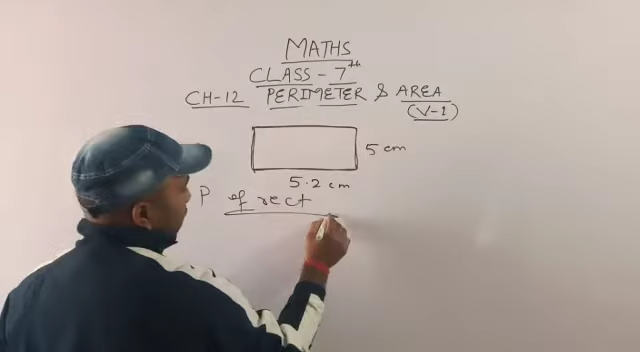 MATHS
CLASS - 7th
CH-12 PERIMETER & AREA
(V-1)
5 cm
5.2 cm
P of rect